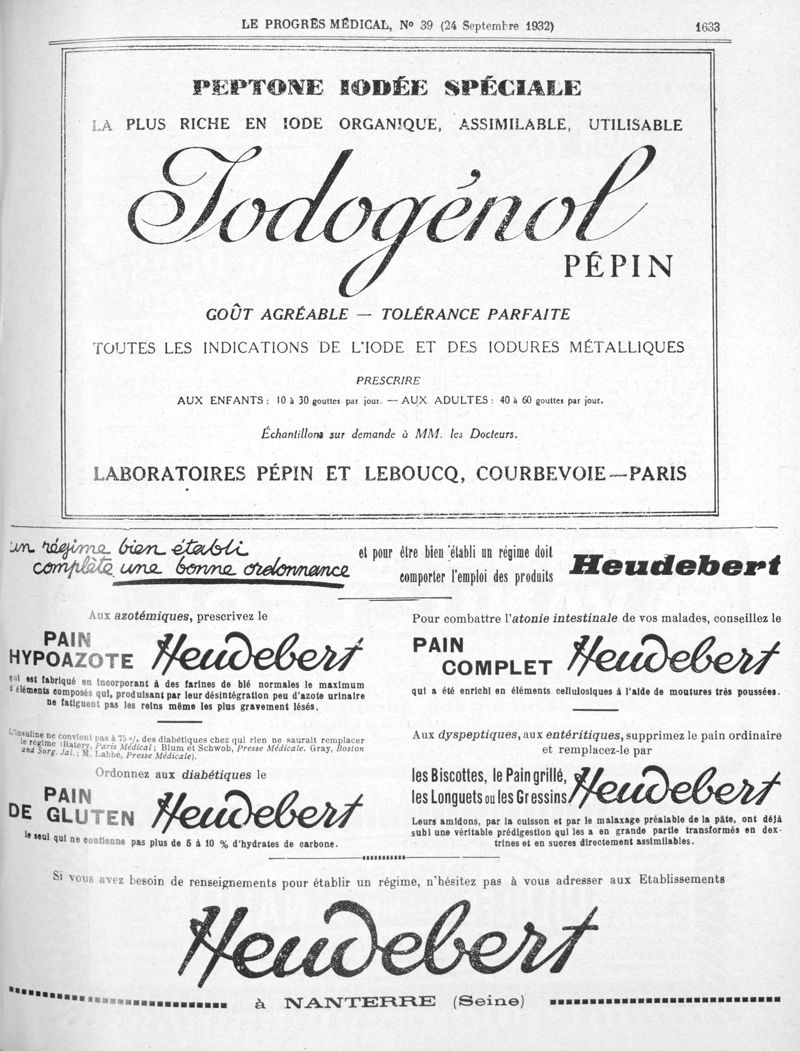 LE PROGRÈS MÉDICAL, N° 39 (24 Septembre 1932) 1633
PEPTONE IODÉE SPÉCIALE
LA PLUS RICHE EN IODE ORGANIQUE, ASSIMILABLE, UTILISABLE
Iodogénol
PÉPIN
GOÛT AGRÉABLE — TOLÉRANCE PARFAITE
TOUTES LES INDICATIONS DE L'IODE ET DES IODURES MÉTALLIQUES
PRESCRIRE
AUX ENFANTS : 10 à 30 gouttes par jour. — AUX ADULTES : 40 à 60 gouttes par jour.
Échantillons sur demande à MM. les Docteurs.
LABORATOIRES PÉPIN ET LEBOUCQ, COURBEVOIE—PARIS
un régime bien établi
complète une bonne ordonnance
et pour être bien établi un régime doit
comporter l'emploi des produits
Heudebert
Aux azotémiques, prescrivez le
PAIN
HYPOAZOTE
Heudebert
qui est fabriqué en incorporant à des farines de blé normales le maximum
d'éléments composés qui, produisant par leur désintégration peu d'azote urinaire
ne fatiguent pas les reins même les plus gravement lésés.
L'insuline ne convient pas à 75 % des diabétiques chez qui rien ne saurait remplacer
le régime (Ratery, Paris Médical ; Blum et Schwob, Presse Médicale. Gray, Boston
and Surg. Jal. ; M. Labbé, Presse Médicale).
Ordonnez aux diabétiques le
PAIN
DE GLUTEN
Heudebert
le seul qui ne contienne pas plus de 5 à 10 % d'hydrates de carbone.
Pour combattre l'atonie intestinale de vos malades, conseillez le
PAIN
COMPLET
Heudebert
qui a été enrichi en éléments cellulosiques à l'aide de moutures très poussées.
Aux dyspeptiques, aux entéritiques, supprimez le pain ordinaire
et remplacez-le par
les Biscottes, le Pain grillé,
les Longuets ou les Gressins
Heudebert
Leurs amidons, par la cuisson et par le malaxage préalable de la pâte, ont déjà
subi une véritable prédigestion qui les a en grande partie transformés en dex-
trines et en sucres directement assimilables.
Si vous avez besoin de renseignements pour établir un régime, n'hésitez pas à vous adresser aux Etablissements
Heudebert
à NANTERRE (Seine)